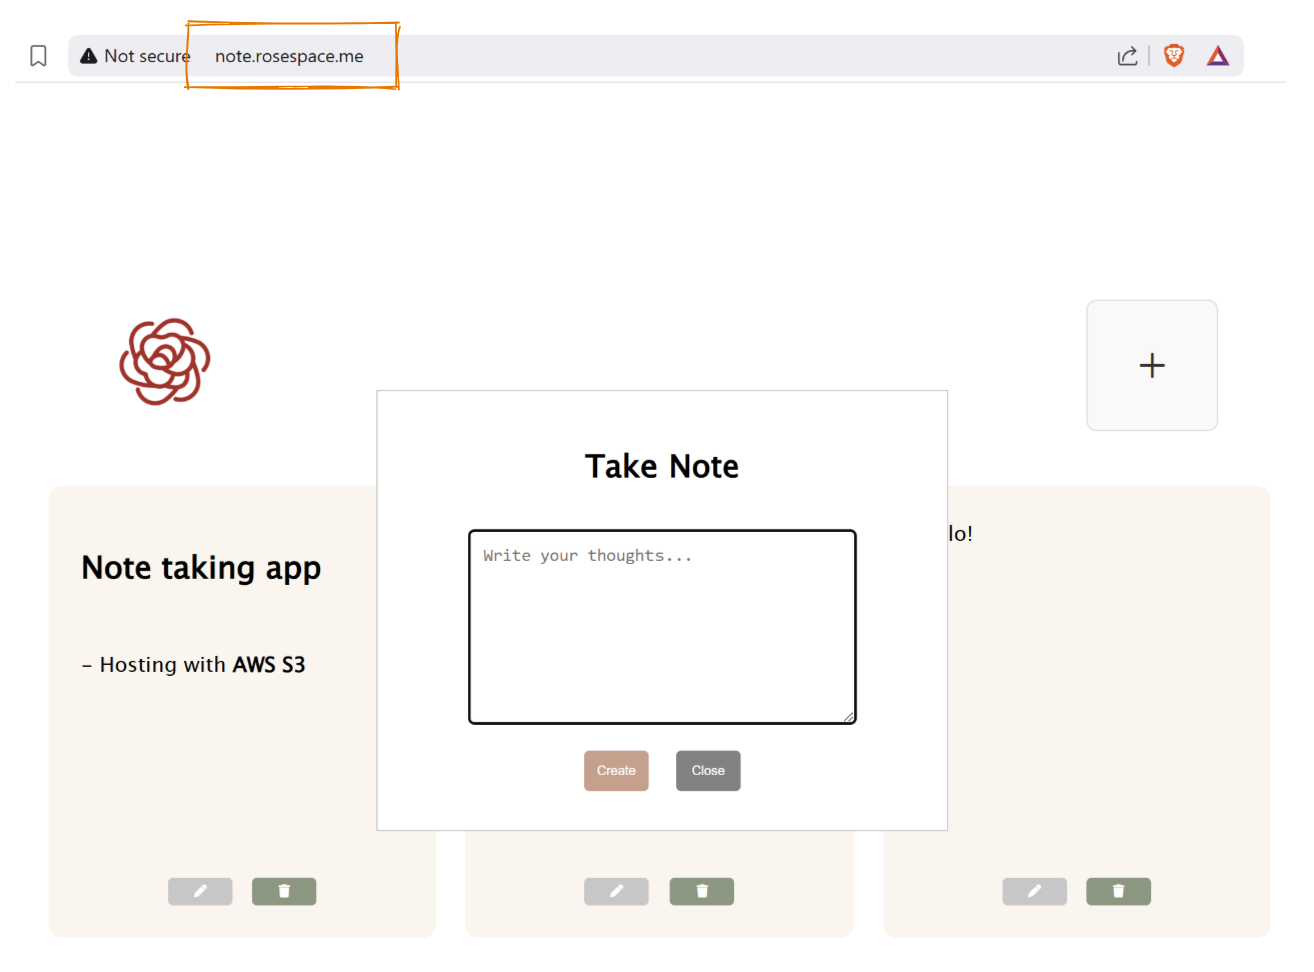 Not secure note.rosespace.me
+
Take Note
Write your thoughts...
Create Close
Note taking app
– Hosting with AWS S3
lo!